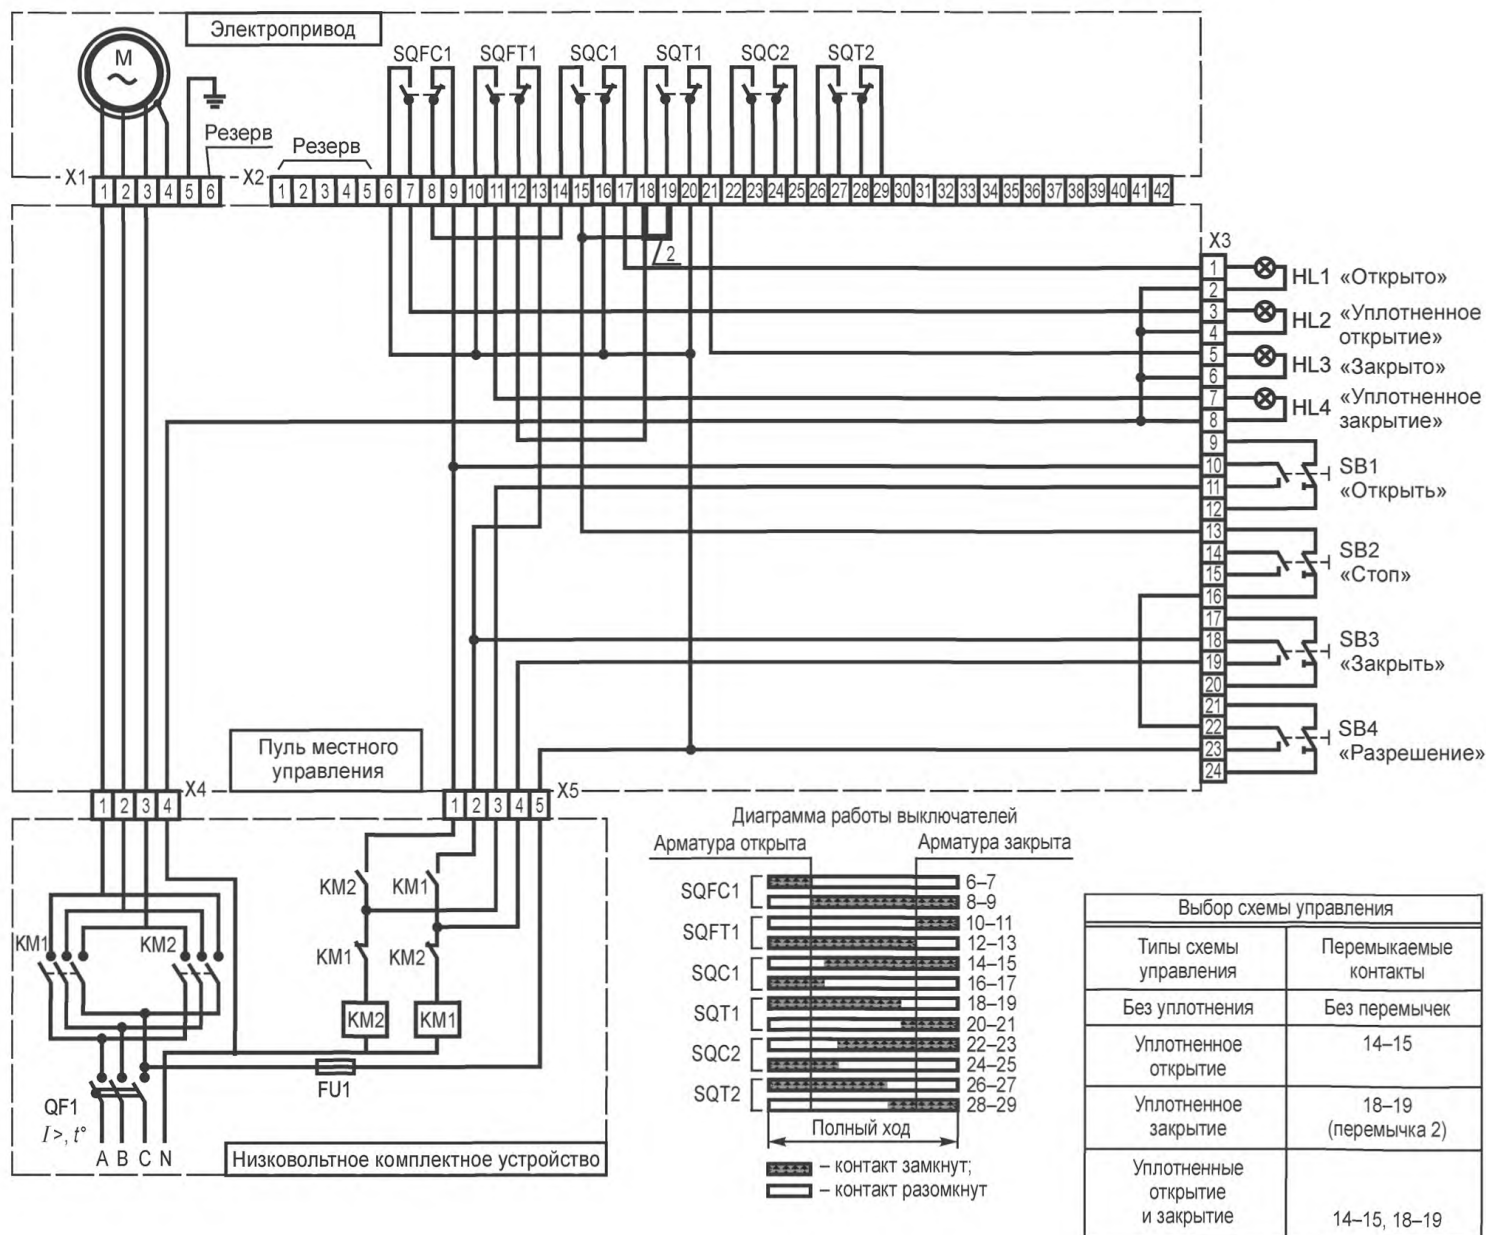 Электропривод
M
SQFC1 SQFT1 SQC1 SQT1 SQC2 SQT2
Резерв
Резерв
X1 1 2 3 4 5 6
X2 1 2 3 4 5 6 7 8 9 10 11 12 13 14 15 16 17 18 19 20 21 22 23 24 25 26 27 28 29 30 31 32 33 34 35 36 37 38 39 40 41 42
2
X3
1
2
3
4
5
6
7
8
9
10
11
12
13
14
15
16
17
18
19
20
21
22
23
24
HL1 «Открыто»
HL2 «Уплотненное
открытие»
HL3 «Закрыто»
HL4 «Уплотненное
закрытие»
SB1
«Открыть»
SB2
«Стоп»
SB3
«Закрыть»
SB4
«Разрешение»
Пуль местного
управления
1 2 3 4 X4
1 2 3 4 5 X5
KM2 KM1
KM1 KM2
KM1 KM2
KM2 KM1
FU1
QF1
I>, t°
A B C N
Низковольтное комплектное устройство
Диаграмма работы выключателей
Арматура открыта Арматура закрыта
SQFC1 6–7
8–9
SQFT1 10–11
12–13
SQC1 14–15
16–17
SQT1 18–19
20–21
SQC2 22–23
24–25
SQT2 26–27
28–29
Полный ход
– контакт замкнут;
– контакт разомкнут
Выбор схемы управления
Типы схемы
управления
Перемыкаемые
контакты
Без уплотнения Без перемычек
Уплотненное
открытие
14–15
Уплотненное
закрытие
18–19
(перемычка 2)
Уплотненные
открытие
и закрытие
14–15, 18–19